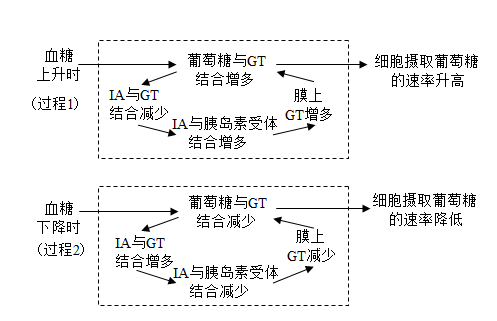 血糖
上升时
（过程1）
葡萄糖与GT
结合增多
细胞摄取葡萄糖
的速率升高
IA与GT
结合减少
膜上
GT增多
IA与胰岛素受体
结合增多
血糖
下降时
（过程2）
葡萄糖与GT
结合减少
细胞摄取葡萄糖
的速率降低
IA与GT
结合增多
膜上
GT减少
IA与胰岛素受体
结合减少